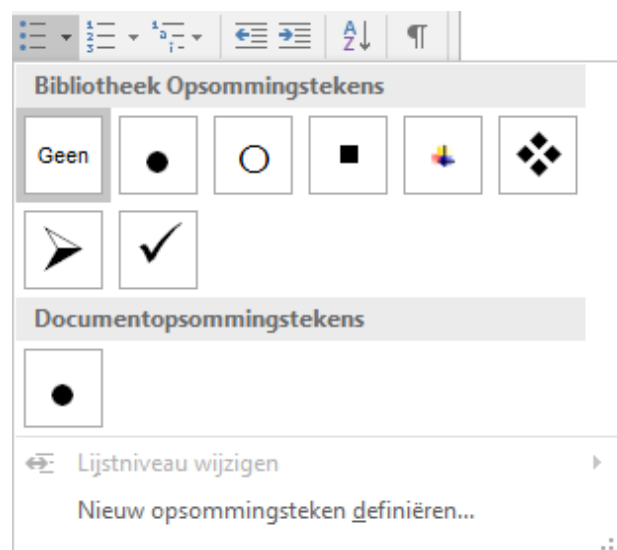 Bibliotheek Opsommingstekens
Geen
Documentopsommingstekens
Lijstniveau wijzigen
Nieuw opsommingsteken definiëren...